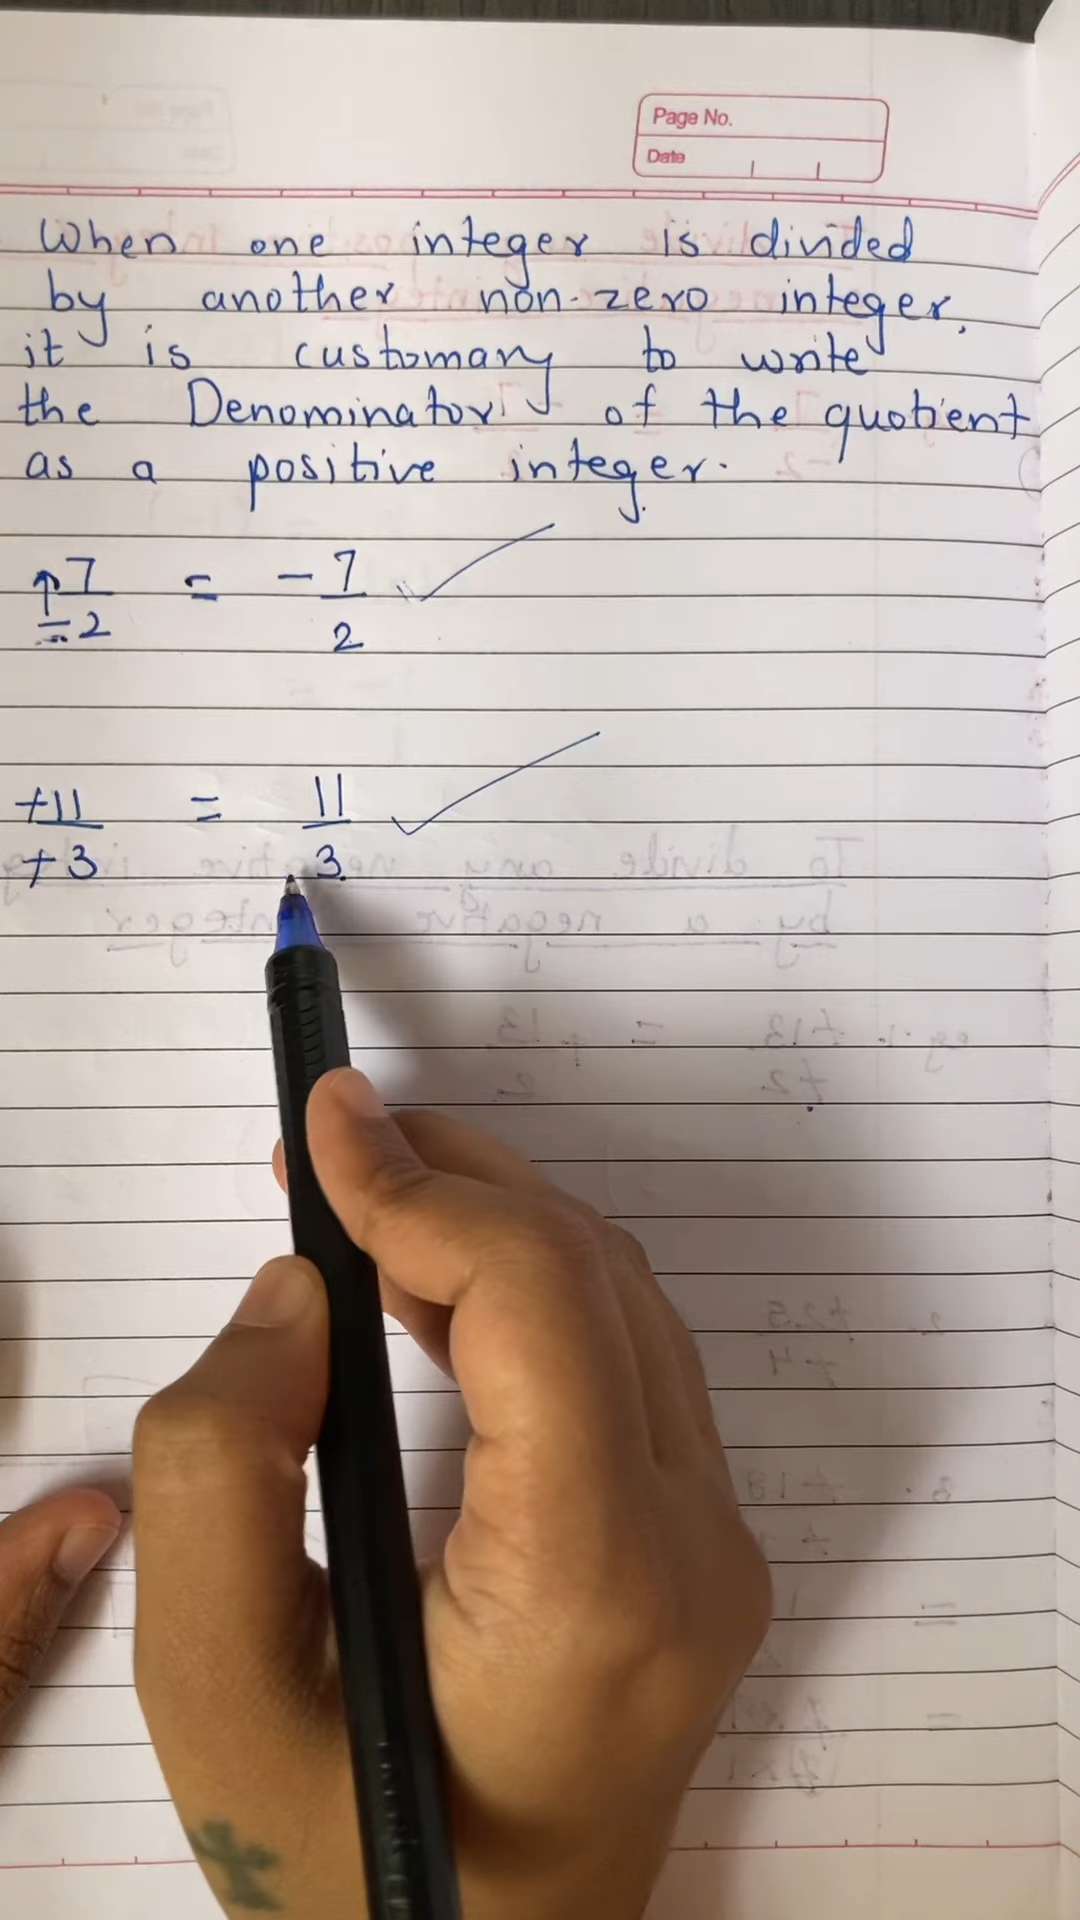 Page No.
Date
When one integer is divided
by another non-zero integer,
it is customary to write
the Denominator of the quotient
as a positive integer.
↑7/-2 = -7/2 ✓
+11/+3 = 11/3 ✓